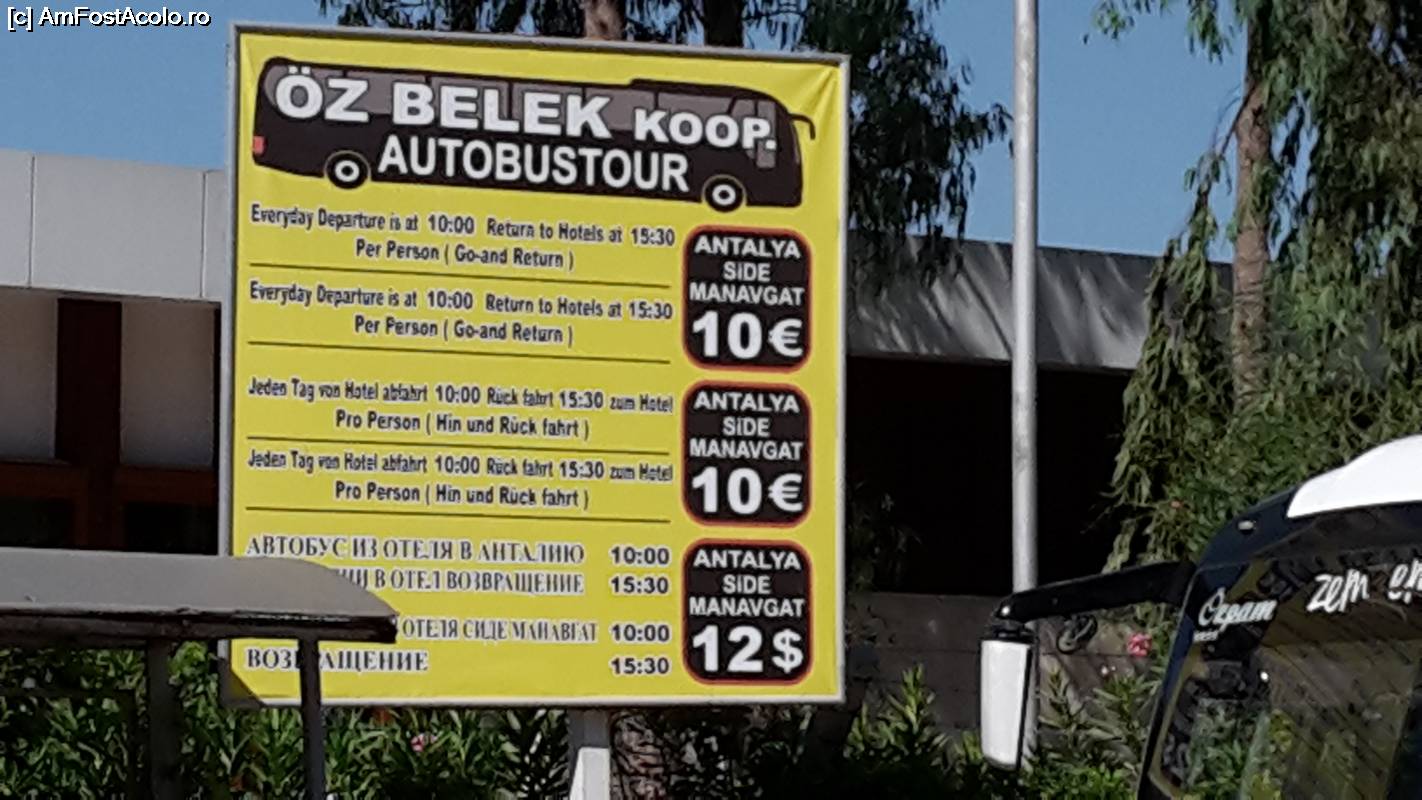 [c] AmFostAcolo.ro
ÖZ BELEK KOOP.
AUTOBUSTOUR
Everyday Departure is at 10:00 Return to Hotels at 15:30
Per Person ( Go-and Return )
Everyday Departure is at 10:00 Return to Hotels at 15:30
Per Person ( Go-and Return )
ANTALYA
SiDE
MANAVGAT
10 €
Jeden Tag von Hotel abfahrt 10:00 Rück fahrt 15:30 zum Hotel
Pro Person ( Hin und Rück fahrt )
Jeden Tag von Hotel abfahrt 10:00 Rück fahrt 15:30 zum Hotel
Pro Person ( Hin und Rück fahrt )
ANTALYA
SiDE
MANAVGAT
10 €
АВТОБУС ИЗ ОТЕЛЯ В АНТАЛИЮ 10:00
В ОТЕЛ ВОЗВРАЩЕНИЕ 15:30
ОТЕЛЯ СИДЕ МАНАВГАТ 10:00
ВОЗВРАЩЕНИЕ 15:30
ANTALYA
SiDE
MANAVGAT
12 $